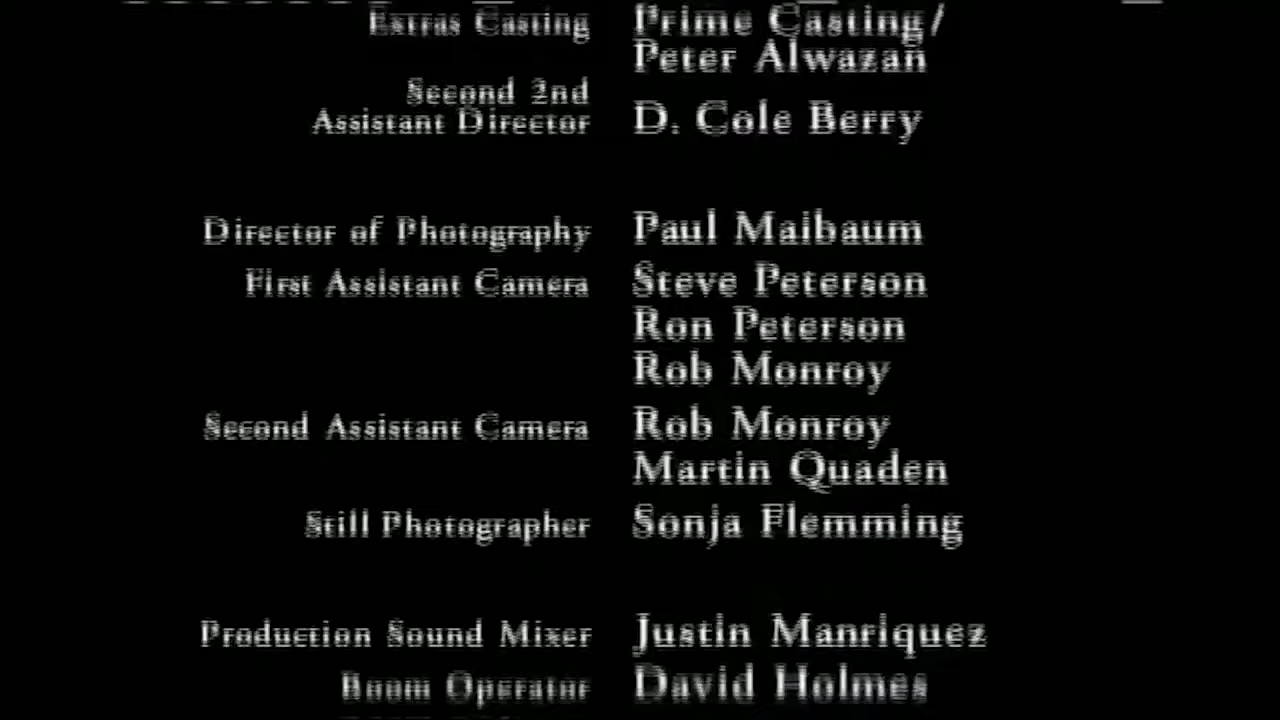 Extras Casting Prime Casting/
Peter Alwazan
Second 2nd
Assistant Director D. Cole Berry
Director of Photography Paul Maibaum
First Assistant Camera Steve Peterson
Ron Peterson
Rob Monroy
Second Assistant Camera Rob Monroy
Martin Quaden
Still Photographer Sonja Flemming
Production Sound Mixer Justin Manriquez
Boom Operator David Holmes